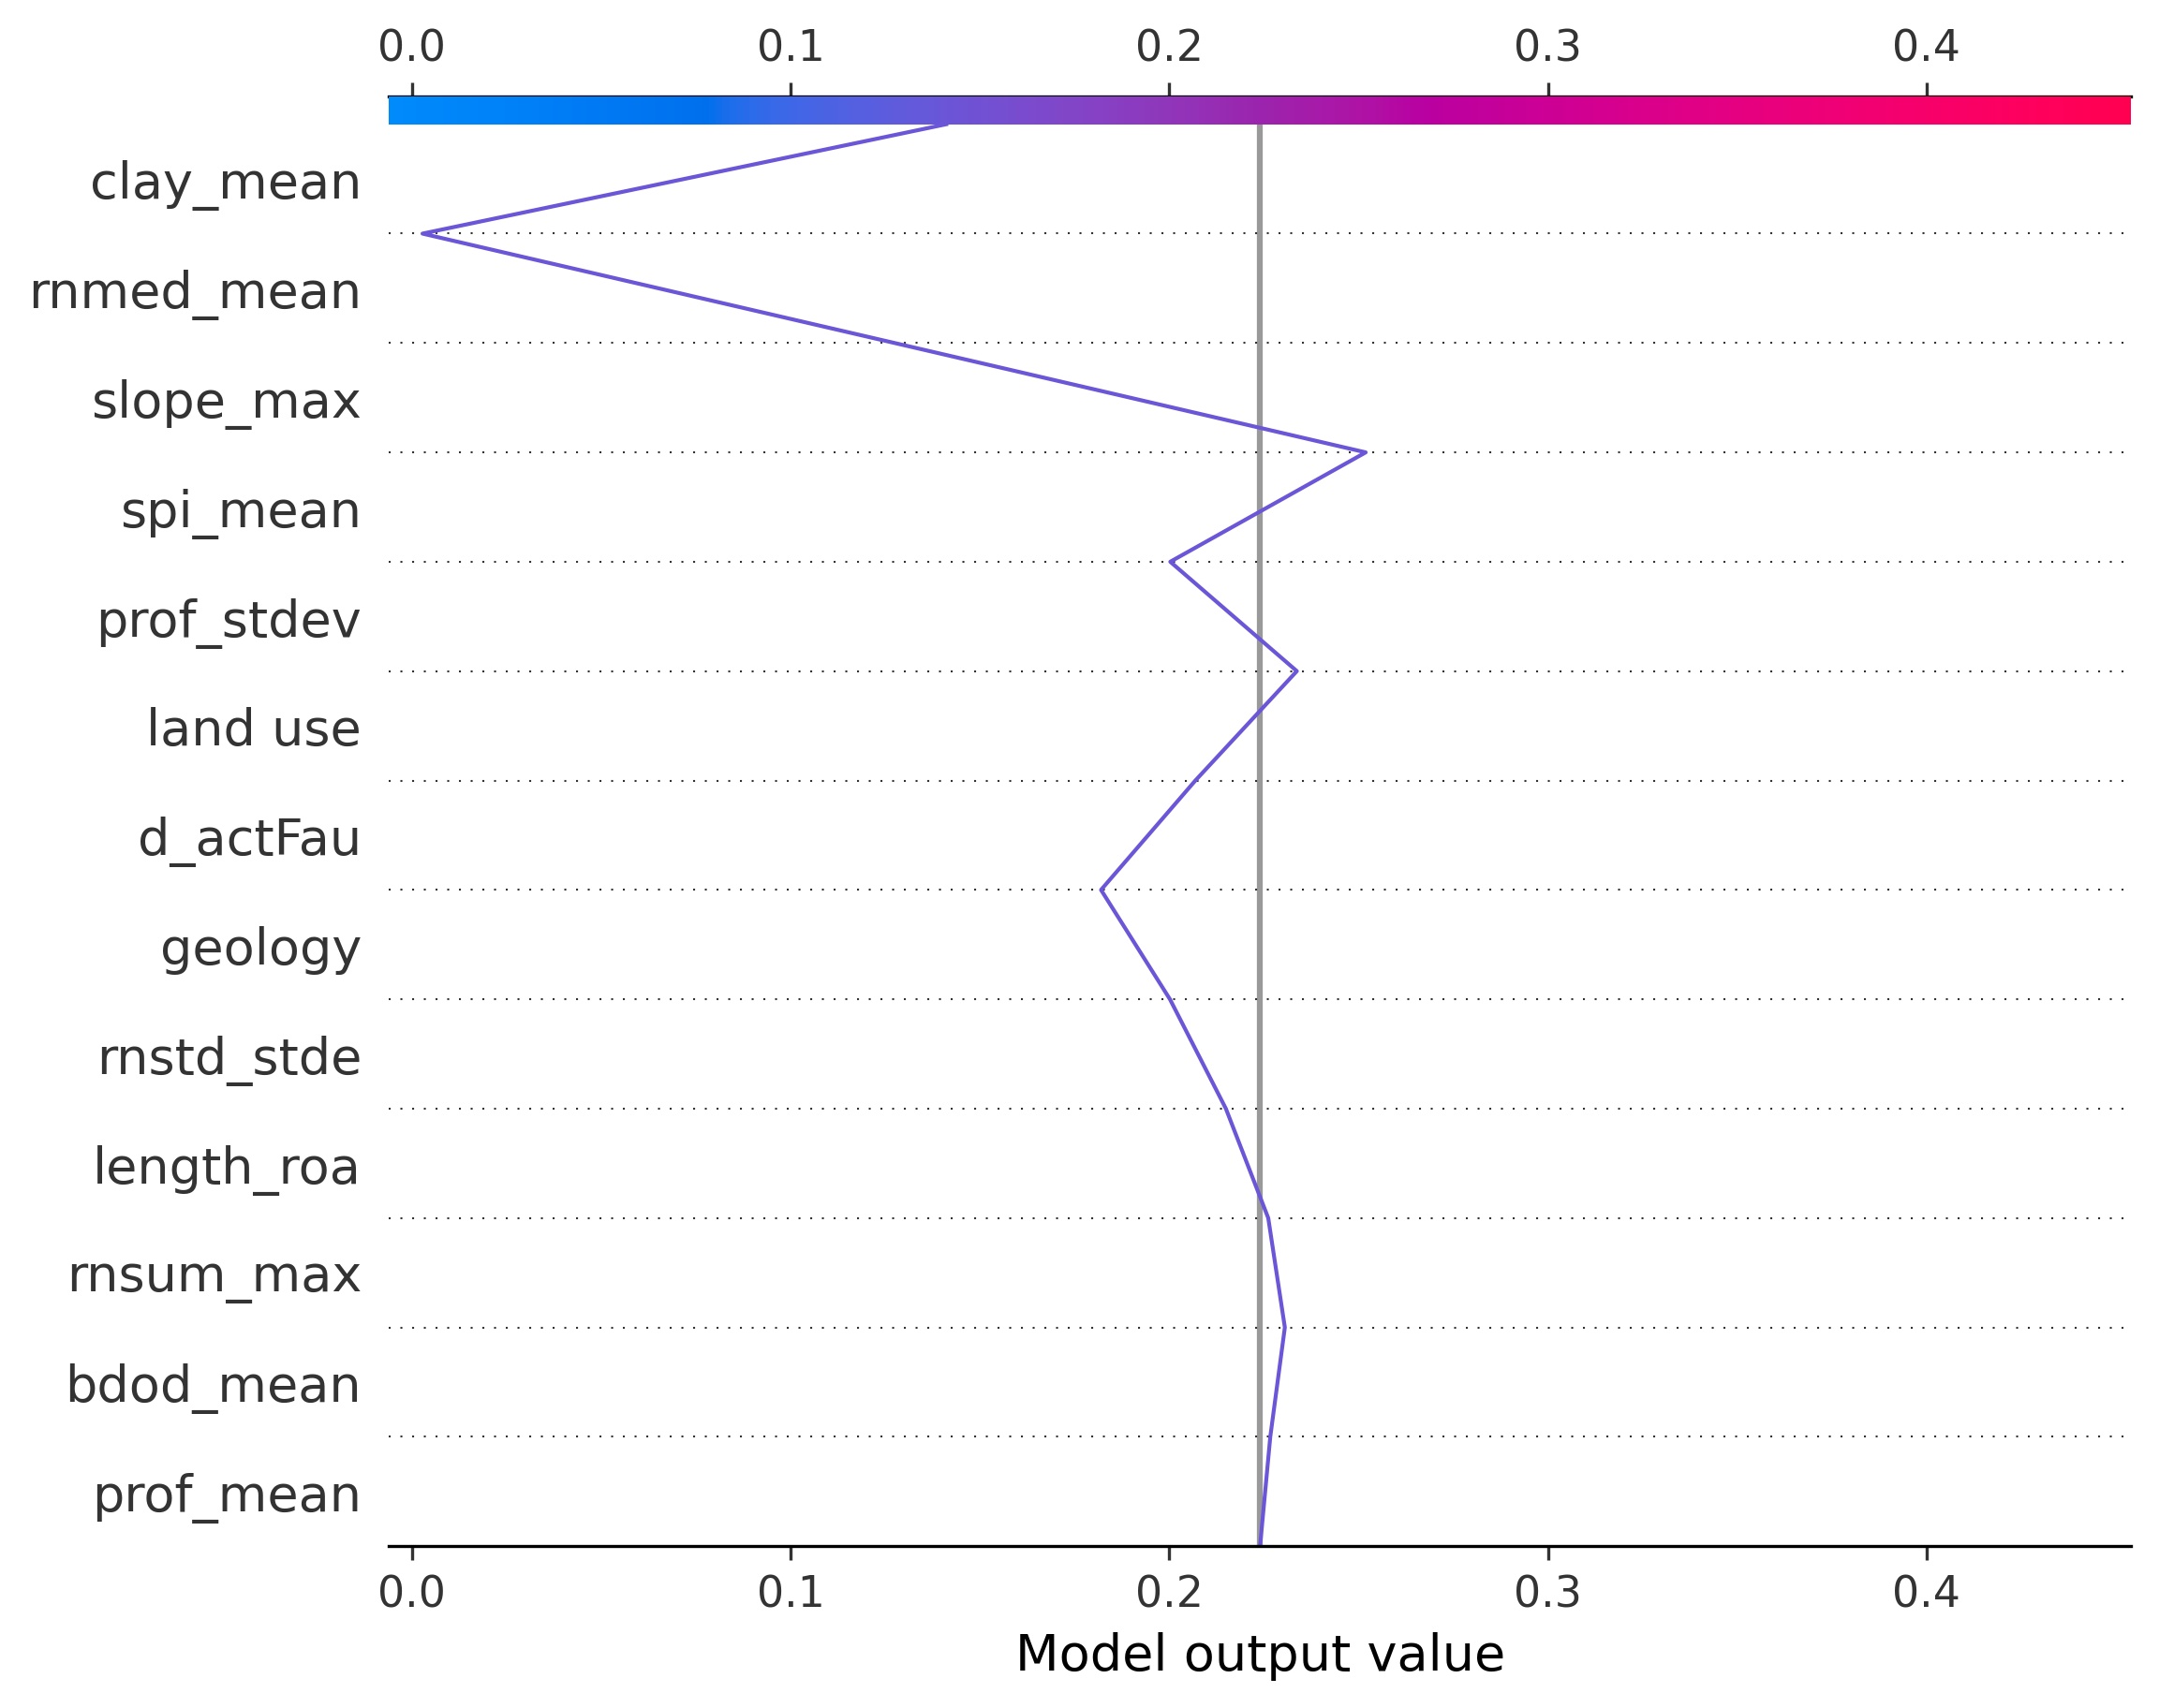 0.0 0.1 0.2 0.3 0.4
clay_mean
rnmed_mean
slope_max
spi_mean
prof_stdev
land use
d_actFau
geology
rnstd_stde
length_roa
rnsum_max
bdod_mean
prof_mean
0.0 0.1 0.2 0.3 0.4
Model output value